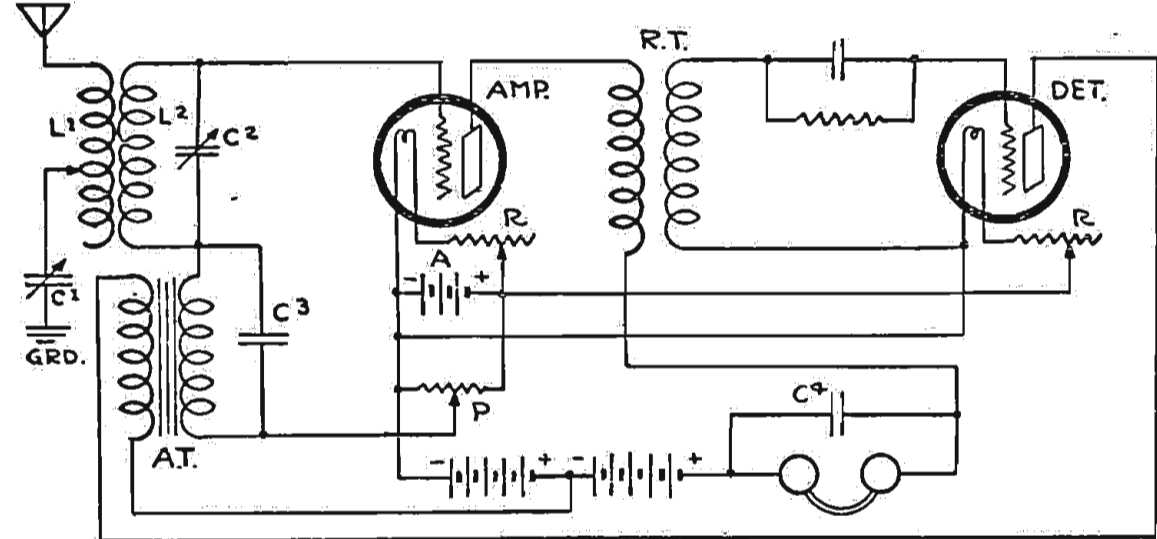 R.T.
AMP.
DET.
L1
L2
C2
R
R
A
- +
C1
C3
GRD.
P
C4
A.T.
- + - +